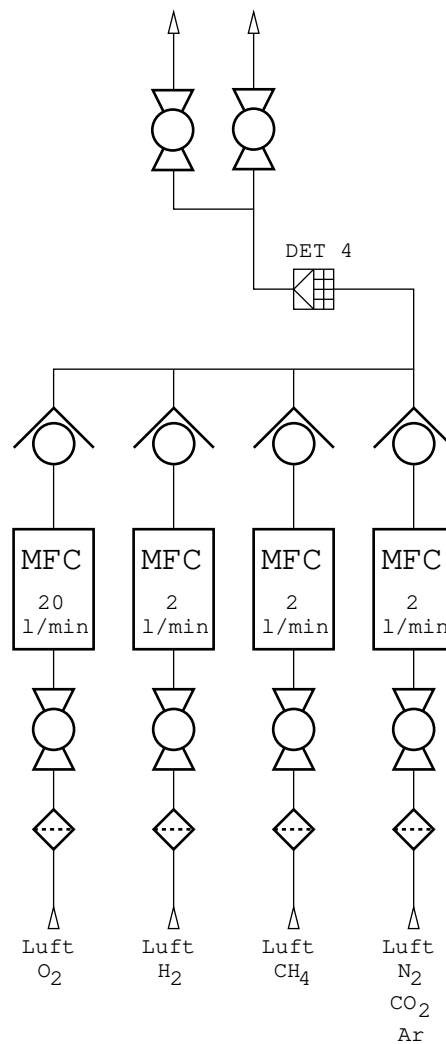 DET 4
MFC MFC MFC MFC
20 2 2 2
l/min l/min l/min l/min
Luft Luft Luft Luft
O2 H2 CH4 N2
CO2
Ar